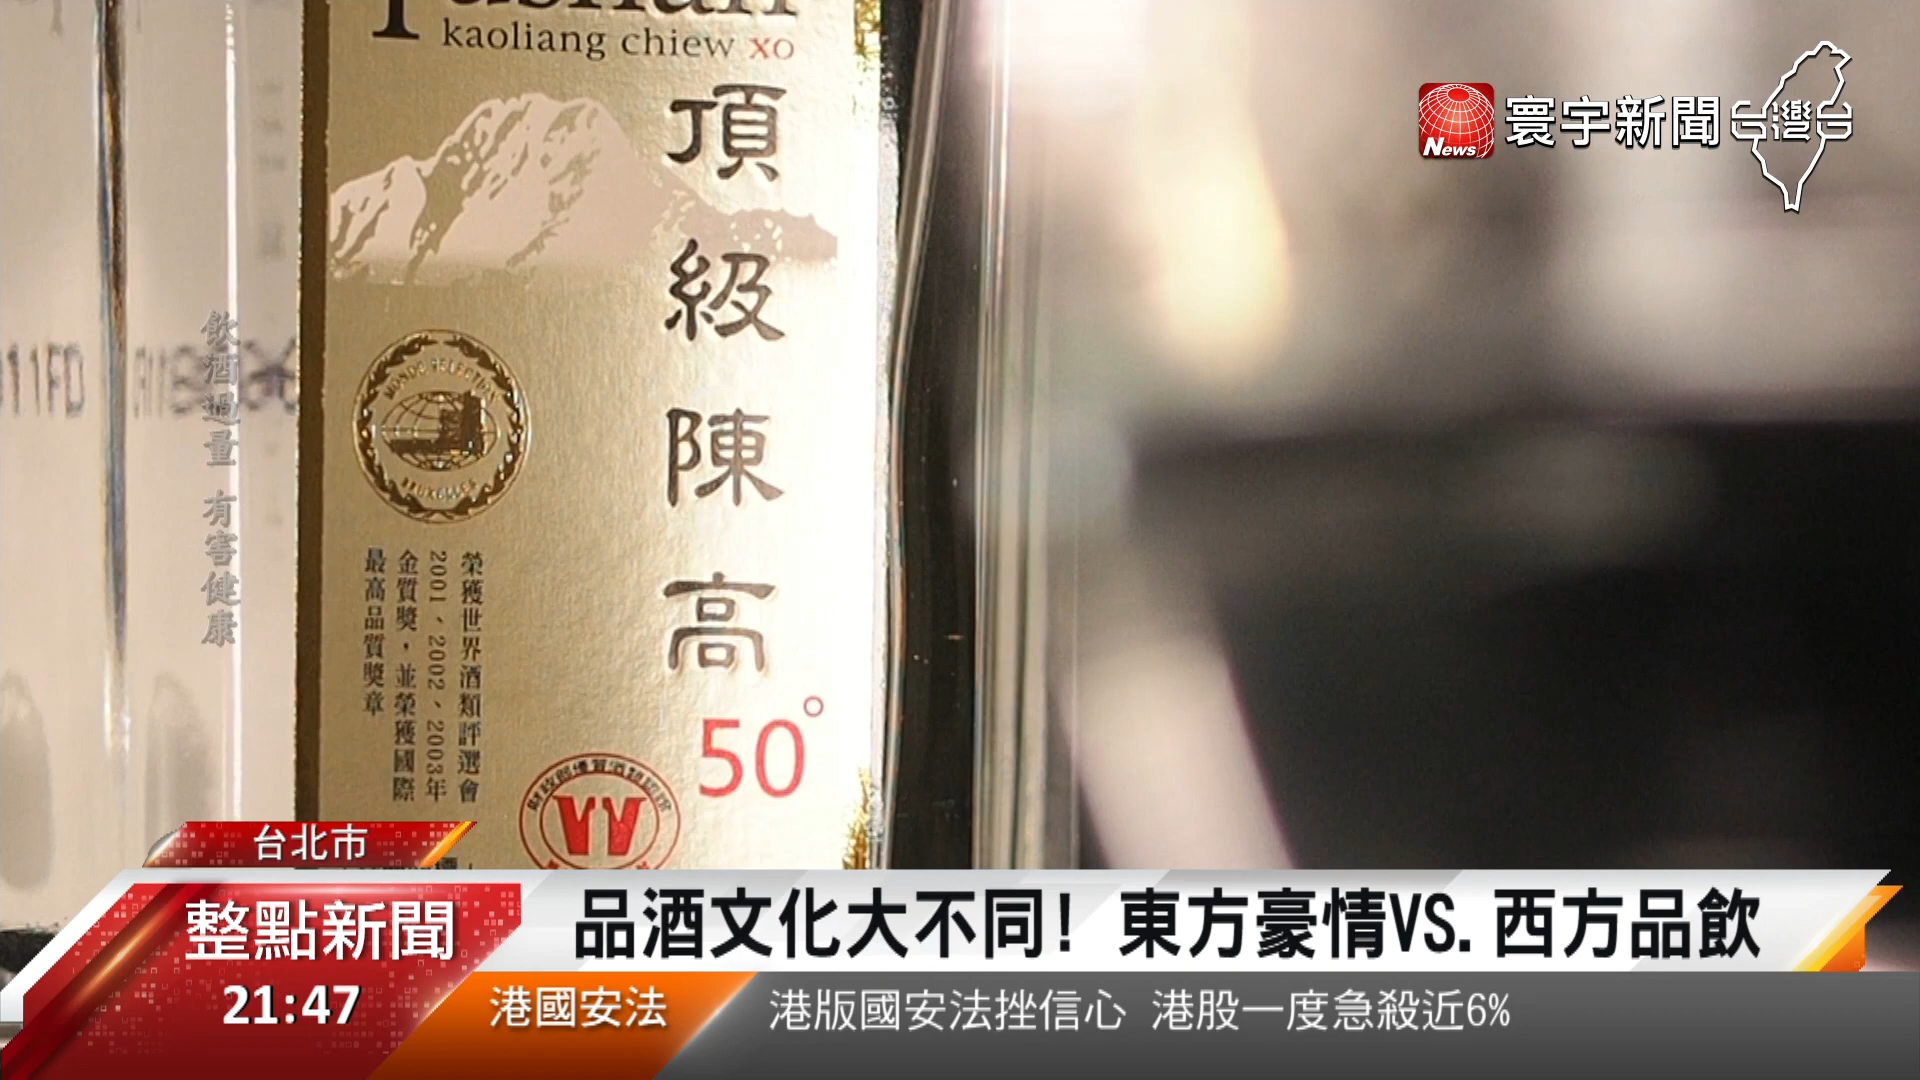 kaoliang chiew xo
頂級陳高
50°
MONDE SELECTION
BRUXELLES
榮獲世界酒類評選會
2001、2002、2003年
金質獎，並榮獲國際
最高品質獎章
飲酒過量 有害健康
News
寰宇新聞
台灣
台北市
整點新聞
品酒文化大不同! 東方豪情VS.西方品飲
21:47
港國安法
港版國安法挫信心 港股一度急殺近6%